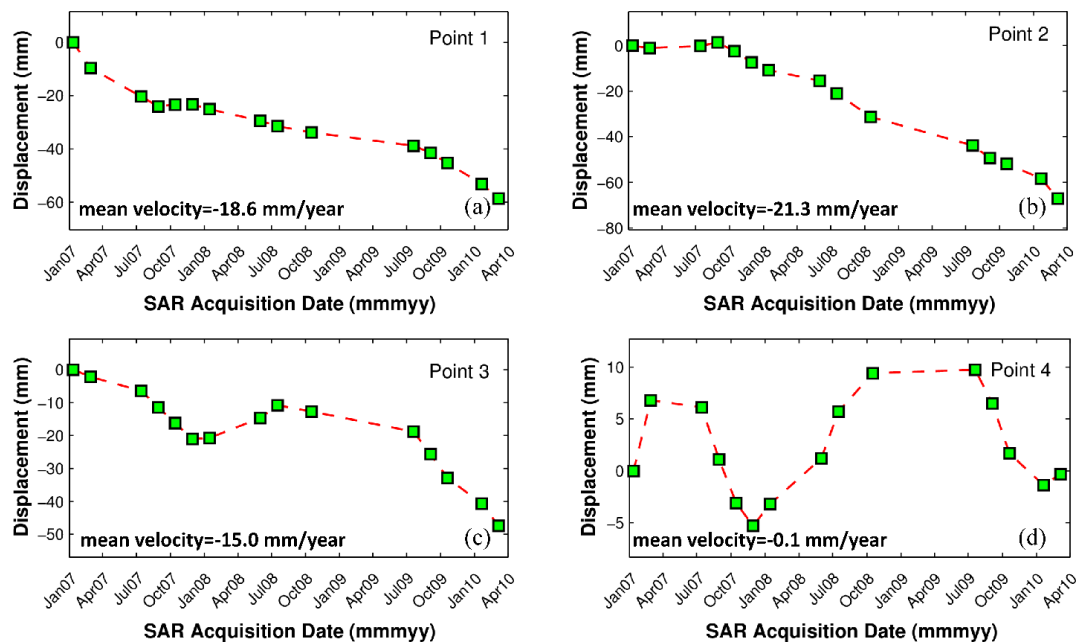 Point 1
Displacement (mm)
0
−20
−40
−60
mean velocity=-18.6 mm/year
(a)
Jan07 Apr07 Jul07 Oct07 Jan08 Apr08 Jul08 Oct08 Jan09 Apr09 Jul09 Oct09 Jan10 Apr10
SAR Acquisition Date (mmmyy)
Point 2
Displacement (mm)
0
−20
−40
−60
−80
mean velocity=-21.3 mm/year
(b)
Jan07 Apr07 Jul07 Oct07 Jan08 Apr08 Jul08 Oct08 Jan09 Apr09 Jul09 Oct09 Jan10 Apr10
SAR Acquisition Date (mmmyy)
Point 3
Displacement (mm)
0
−10
−20
−30
−40
−50
mean velocity=-15.0 mm/year
(c)
Jan07 Apr07 Jul07 Oct07 Jan08 Apr08 Jul08 Oct08 Jan09 Apr09 Jul09 Oct09 Jan10 Apr10
SAR Acquisition Date (mmmyy)
Point 4
Displacement (mm)
10
5
0
−5
mean velocity=-0.1 mm/year
(d)
Jan07 Apr07 Jul07 Oct07 Jan08 Apr08 Jul08 Oct08 Jan09 Apr09 Jul09 Oct09 Jan10 Apr10
SAR Acquisition Date (mmmyy)